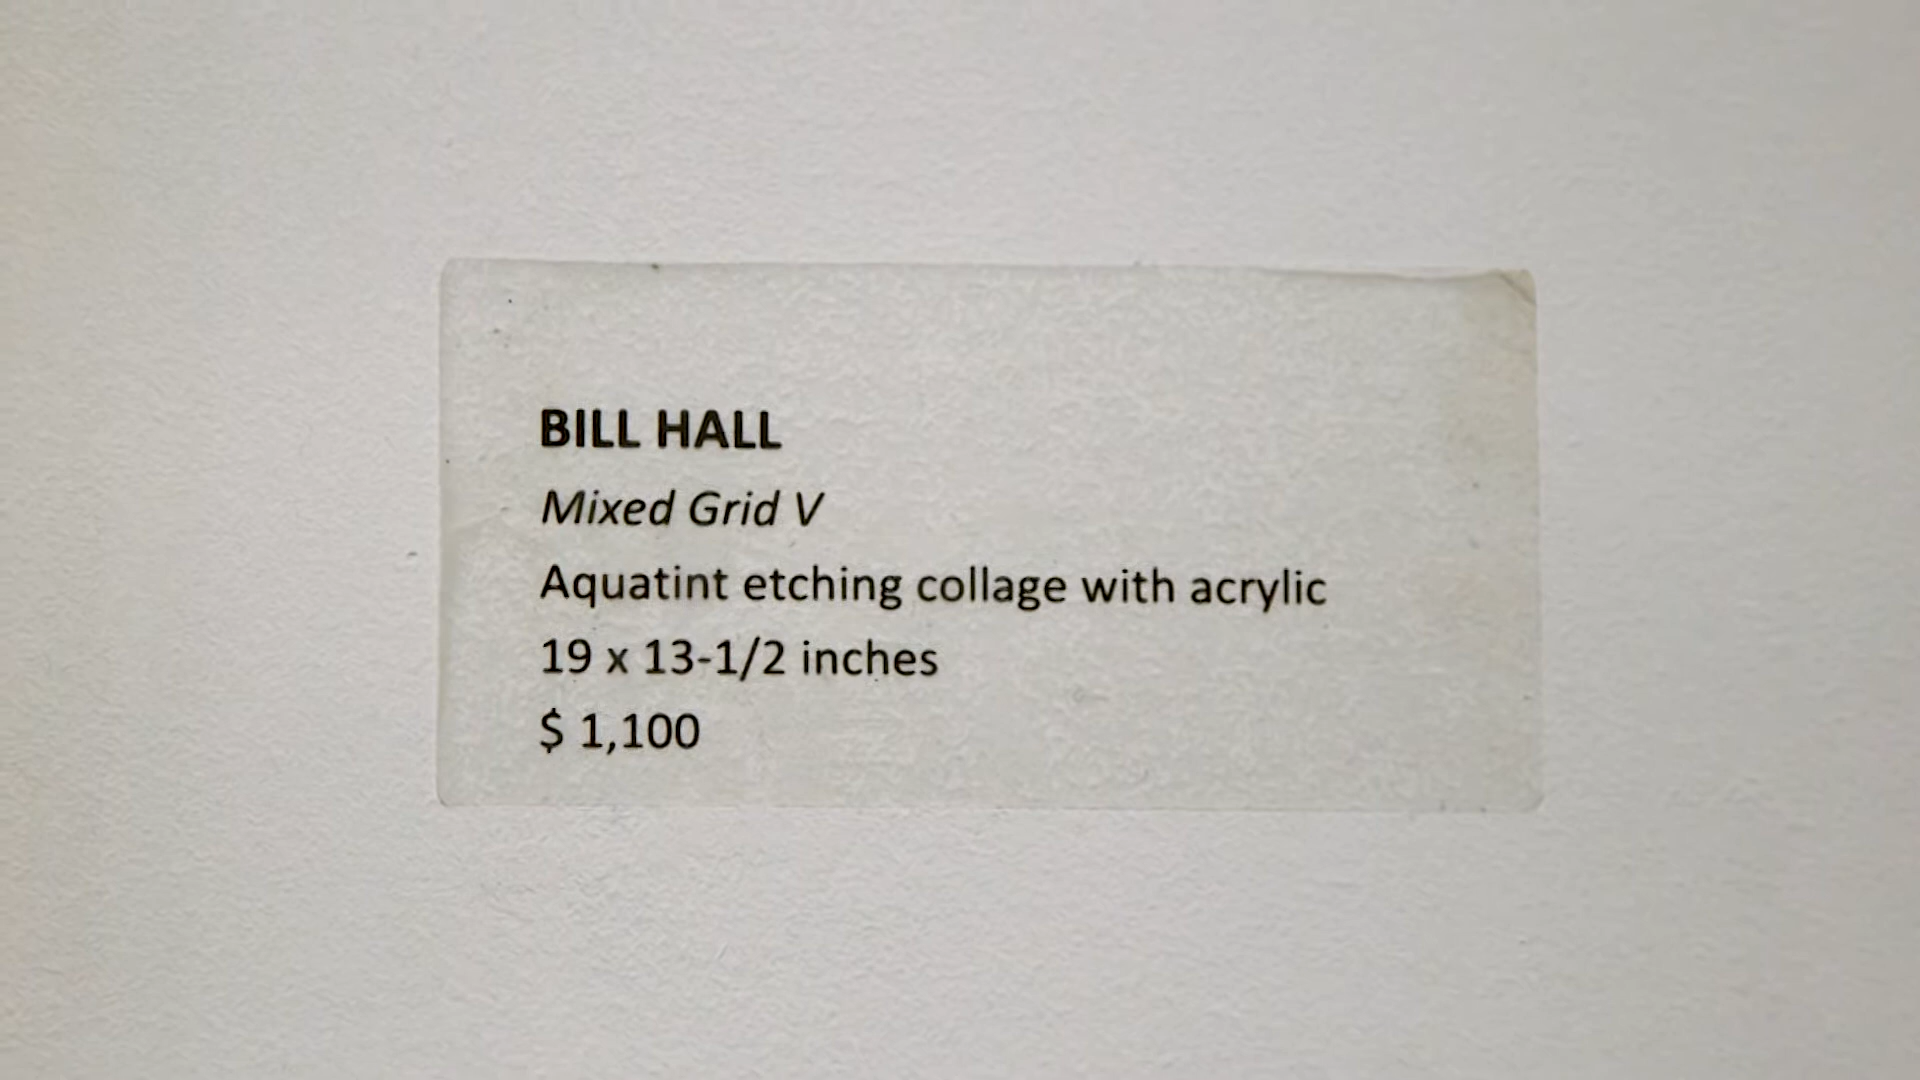 BILL HALL
Mixed Grid V
Aquatint etching collage with acrylic
19 x 13-1/2 inches
$ 1,100